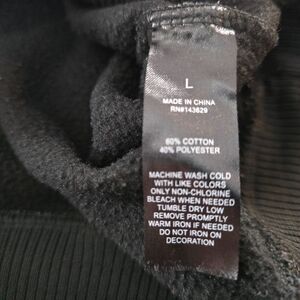 L
MADE IN CHINA
RN#143629
60% COTTON
40% POLYESTER
MACHINE WASH COLD
WITH LIKE COLORS
ONLY NON-CHLORINE
BLEACH WHEN NEEDED
TUMBLE DRY LOW
REMOVE PROMPTLY
WARM IRON IF NEEDED
DO NOT IRON ON
DECORATION